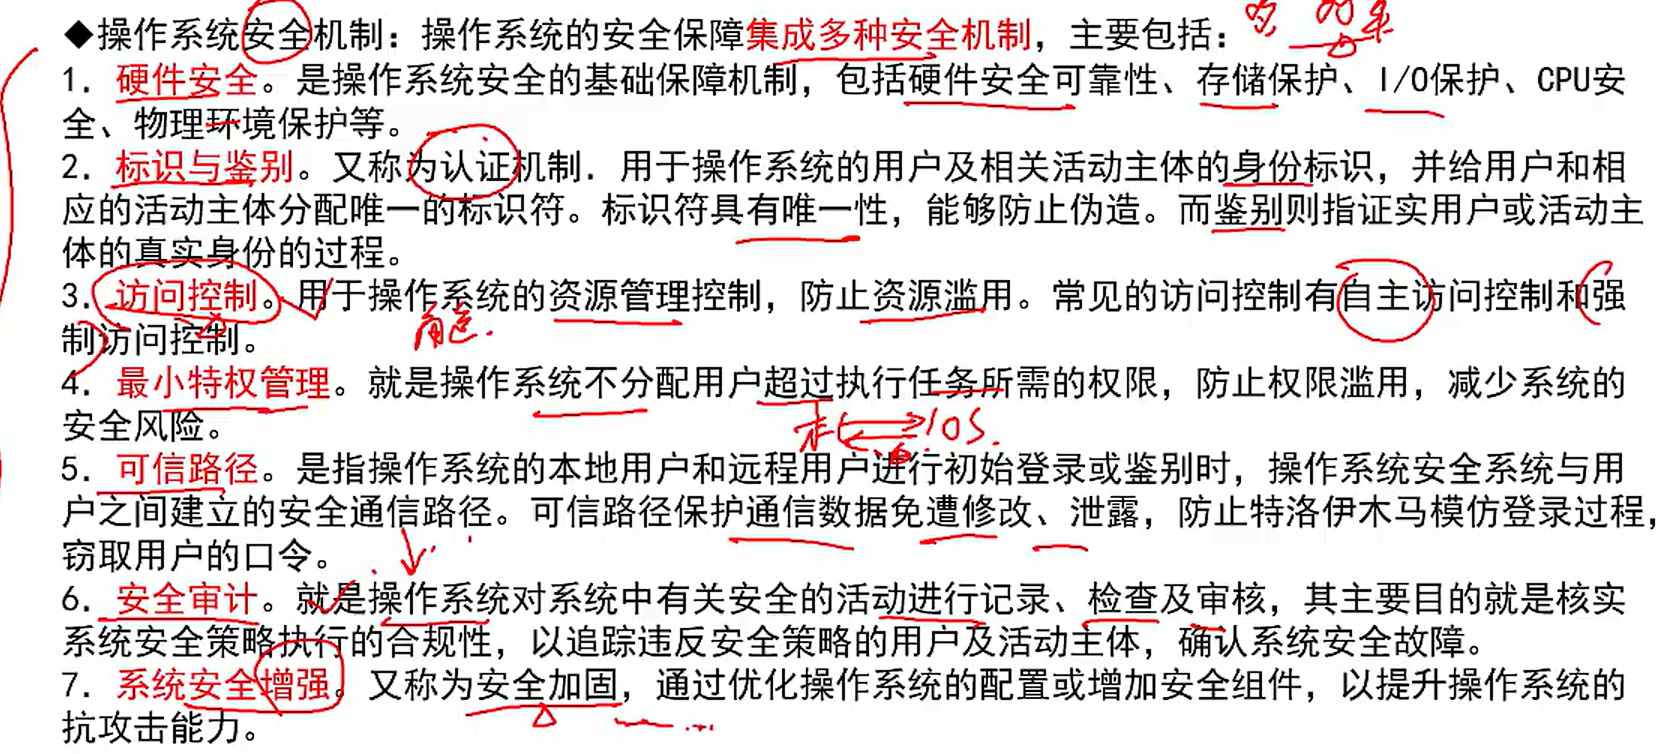 ◆操作系统安全机制：操作系统的安全保障集成多种安全机制，主要包括：
1．硬件安全。是操作系统安全的基础保障机制，包括硬件安全可靠性、存储保护、I/O保护、CPU安
全、物理环境保护等。
2．标识与鉴别。又称为认证机制．用于操作系统的用户及相关活动主体的身份标识，并给用户和相
应的活动主体分配唯一的标识符。标识符具有唯一性，能够防止伪造。而鉴别则指证实用户或活动主
体的真实身份的过程。
3．访问控制。用于操作系统的资源管理控制，防止资源滥用。常见的访问控制有自主访问控制和强
制访问控制。
4．最小特权管理。就是操作系统不分配用户超过执行任务所需的权限，防止权限滥用，减少系统的
安全风险。
OS.
5．可信路径。是指操作系统的本地用户和远程用户进行初始登录或鉴别时，操作系统安全系统与用
户之间建立的安全通信路径。可信路径保护通信数据免遭修改、泄露，防止特洛伊木马模仿登录过程，
窃取用户的口令。
6．安全审计。就是操作系统对系统中有关安全的活动进行记录、检查及审核，其主要目的就是核实
系统安全策略执行的合规性，以追踪违反安全策略的用户及活动主体，确认系统安全故障。
7．系统安全增强。又称为安全加固，通过优化操作系统的配置或增加安全组件，以提升操作系统的
抗攻击能力。